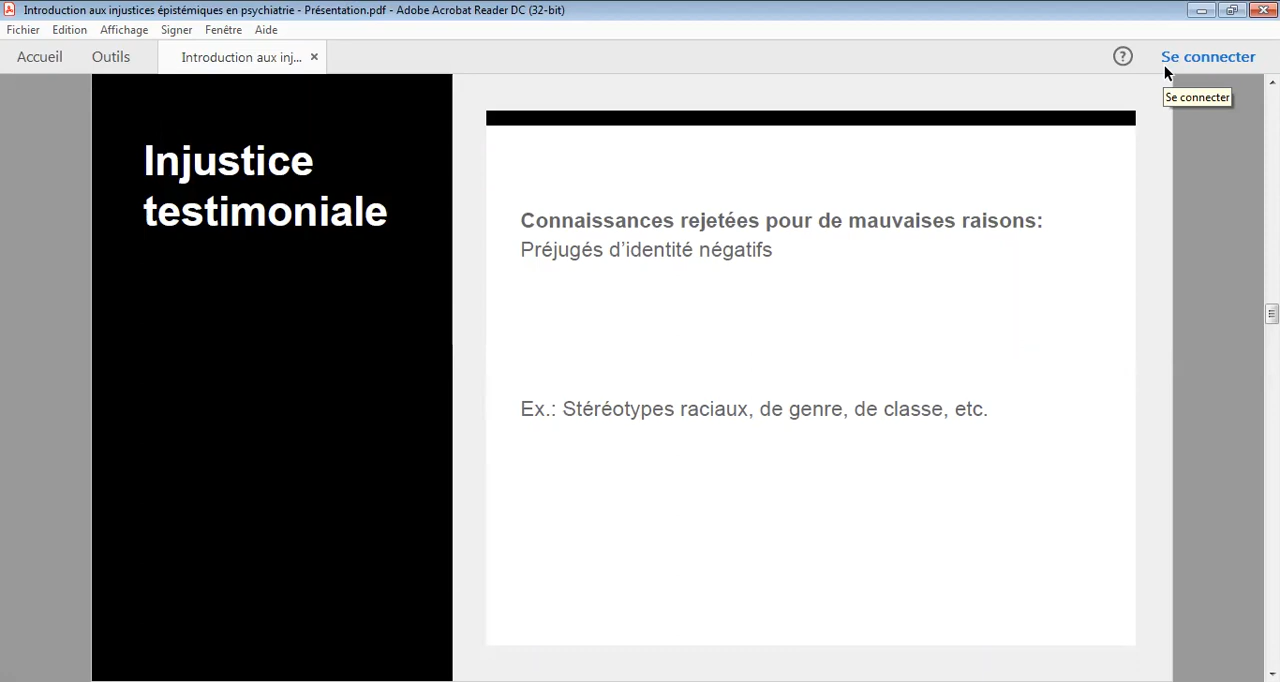 Introduction aux injustices épistémiques en psychiatrie - Présentation.pdf - Adobe Acrobat Reader DC (32-bit)
Fichier Edition Affichage Signer Fenêtre Aide
Accueil Outils Introduction aux inj... × ? Se connecter
Se connecter
Injustice
testimoniale
Connaissances rejetées pour de mauvaises raisons:
Préjugés d’identité négatifs
Ex.: Stéréotypes raciaux, de genre, de classe, etc.